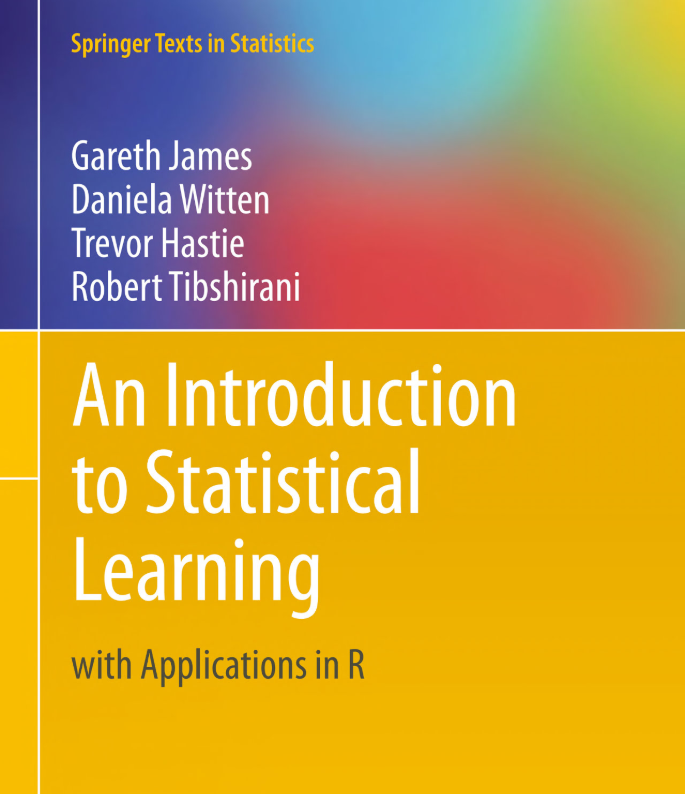 Springer Texts in Statistics
Gareth James
Daniela Witten
Trevor Hastie
Robert Tibshirani
An Introduction
to Statistical
Learning
with Applications in R